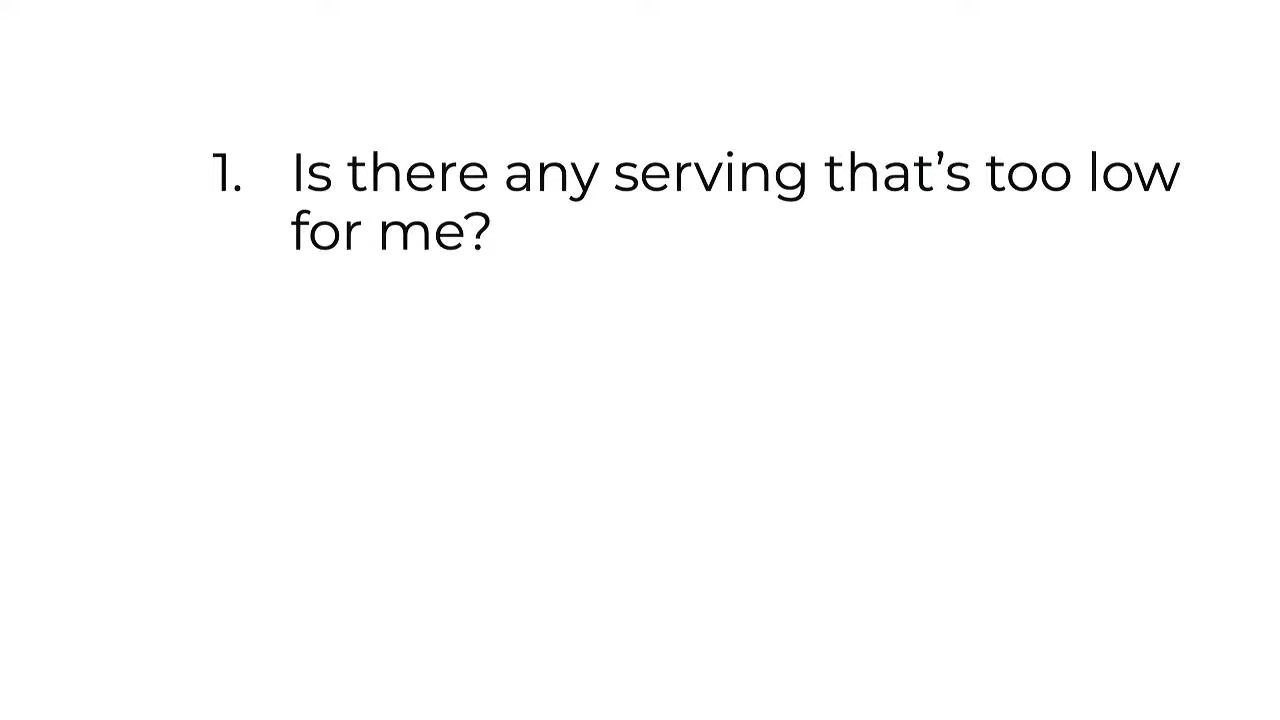 1. Is there any serving that’s too low
for me?